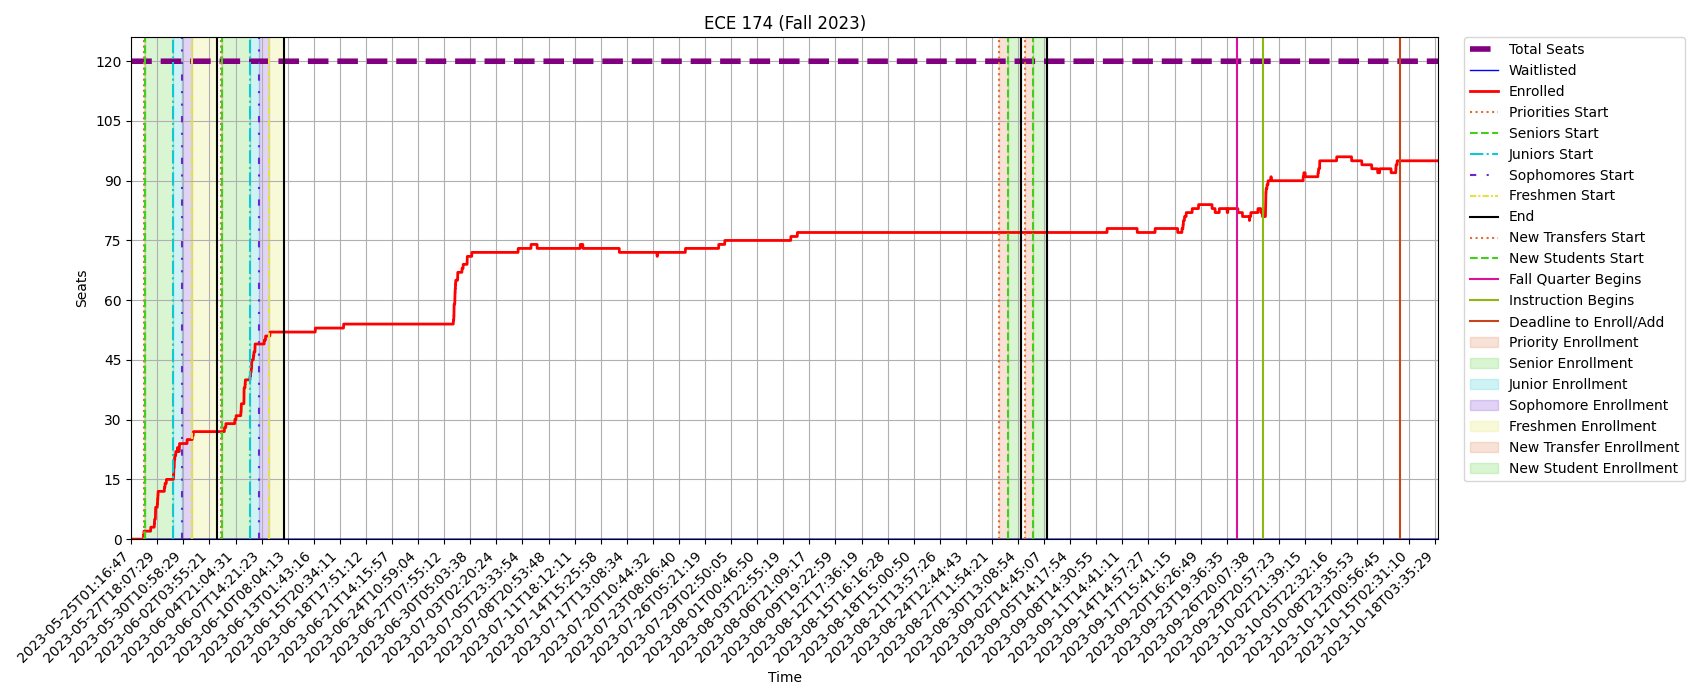 ECE 174 (Fall 2023)
Seats
120
105
90
75
60
45
30
15
0
2023-05-25T01:16:47
2023-05-27T18:07:29
2023-05-30T10:58:29
2023-06-02T03:55:21
2023-06-04T21:04:31
2023-06-07T14:21:23
2023-06-10T08:04:13
2023-06-13T01:43:16
2023-06-15T20:34:11
2023-06-18T17:51:12
2023-06-21T14:15:57
2023-06-24T10:59:04
2023-06-27T07:55:12
2023-06-30T05:03:38
2023-07-03T02:20:24
2023-07-05T23:33:54
2023-07-08T20:53:48
2023-07-11T18:12:11
2023-07-14T15:25:58
2023-07-17T13:08:34
2023-07-20T10:44:32
2023-07-23T08:06:40
2023-07-26T05:21:19
2023-07-29T02:50:05
2023-08-01T00:46:50
2023-08-03T22:55:19
2023-08-06T21:09:17
2023-08-09T19:22:59
2023-08-12T17:36:19
2023-08-15T16:16:28
2023-08-18T15:00:50
2023-08-21T13:57:26
2023-08-24T12:44:43
2023-08-27T11:54:21
2023-08-30T13:08:54
2023-09-02T14:45:07
2023-09-05T14:17:54
2023-09-08T14:30:55
2023-09-11T14:41:11
2023-09-14T14:57:27
2023-09-17T15:41:15
2023-09-20T16:26:49
2023-09-23T19:36:35
2023-09-26T20:07:38
2023-09-29T20:57:23
2023-10-02T21:39:15
2023-10-05T22:32:16
2023-10-08T23:35:53
2023-10-12T00:56:45
2023-10-15T02:31:10
2023-10-18T03:35:29
Time
Total Seats
Waitlisted
Enrolled
Priorities Start
Seniors Start
Juniors Start
Sophomores Start
Freshmen Start
End
New Transfers Start
New Students Start
Fall Quarter Begins
Instruction Begins
Deadline to Enroll/Add
Priority Enrollment
Senior Enrollment
Junior Enrollment
Sophomore Enrollment
Freshmen Enrollment
New Transfer Enrollment
New Student Enrollment